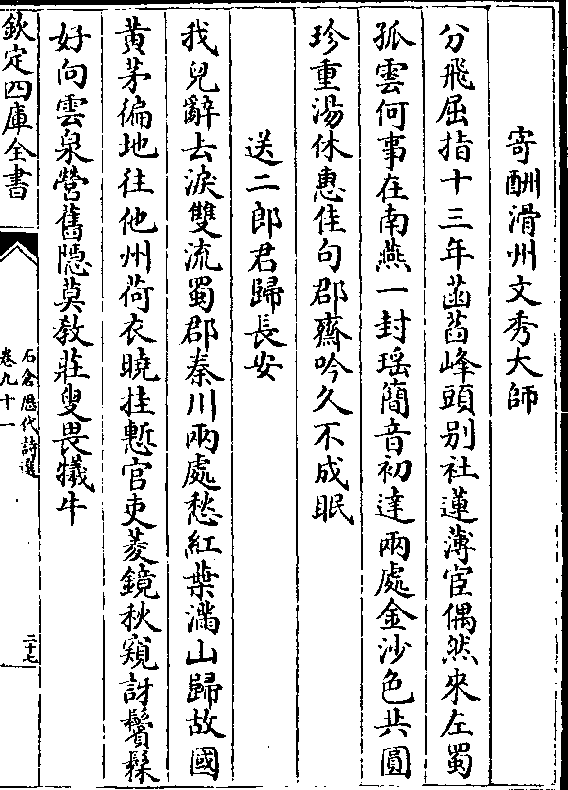 寄酬滑州文秀大師
分飛屈指十三年菡萏峰頭别社蓮薄宦偶然來左蜀
孤雲何事在南燕一封瑶簡音初達兩處金沙色共圓
珍重湯休惠佳句郡齋吟久不成眠
送二郎君歸長安
我兒辭去淚雙流蜀郡秦川兩處愁紅葉滿山歸故國
黄茅徧地往他州荷衣曉挂慙官吏菱鏡秋窺訝鬢髹
好向雲泉營舊隱莫教莊叟畏犧牛
欽定四庫全書
石倉歴代詩選
卷九十一
二十七